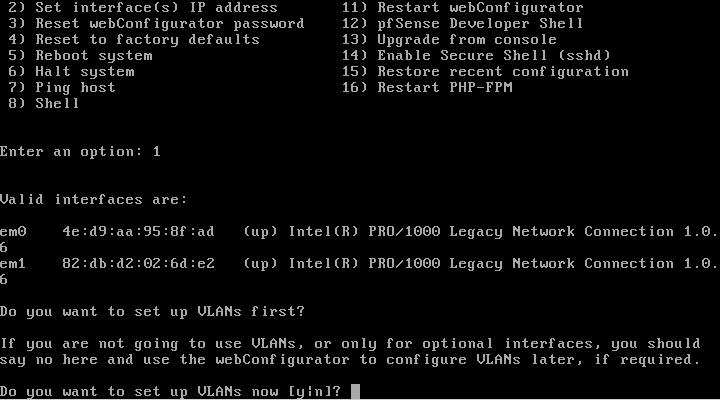 2) Set interface(s) IP address        11) Restart webConfigurator
3) Reset webConfigurator password     12) pfSense Developer Shell
4) Reset to factory defaults          13) Upgrade from console
5) Reboot system                      14) Enable Secure Shell (sshd)
6) Halt system                        15) Restore recent configuration
7) Ping host                          16) Restart PHP-FPM
8) Shell
Enter an option: 1
Valid interfaces are:
em0    4e:d9:aa:95:8f:ad   (up) Intel(R) PRO/1000 Legacy Network Connection 1.0.
6
em1    82:db:d2:02:6d:e2   (up) Intel(R) PRO/1000 Legacy Network Connection 1.0.
6
Do you want to set up VLANs first?
If you are not going to use VLANs, or only for optional interfaces, you should
say no here and use the webConfigurator to configure VLANs later, if required.
Do you want to set up VLANs now [y|n]?